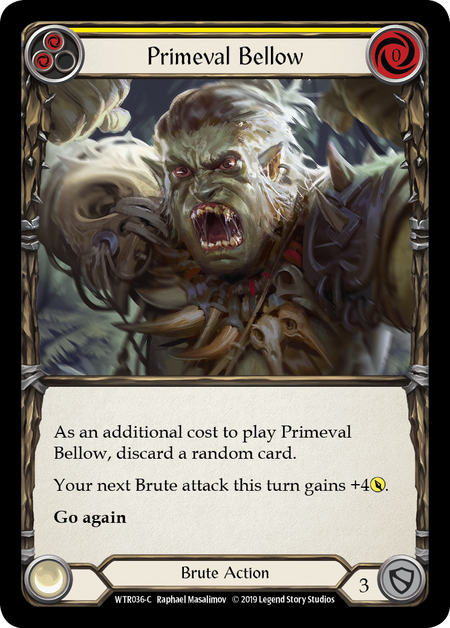 Primeval Bellow
0
As an additional cost to play Primeval
Bellow, discard a random card.
Your next Brute attack this turn gains +4.
Go again
Brute Action
3
WTR036-C Raphael Masalimov © 2019 Legend Story Studios